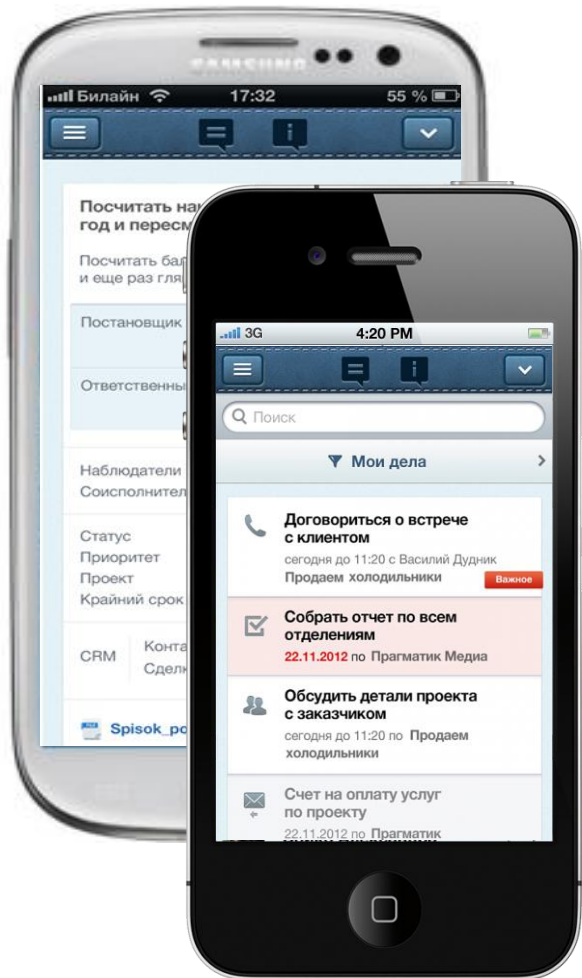 SAMSUNG
Билайн 17:32 55 %
Посчитать на
год и пересм
Посчитать бал
и еще раз гля
Постановщик
Ответственны
Наблюдатели
Соисполнител
Статус
Приоритет
Проект
Крайний срок
CRM
Конта
Сделк
Spisok_po
3G 4:20 PM
Поиск
Мои дела
Договориться о встрече
с клиентом
сегодня до 11:20 с Василий Дудник
Продаем холодильники
Важное
Собрать отчет по всем
отделениям
22.11.2012 по Прагматик Медиа
Обсудить детали проекта
с заказчиком
сегодня до 11:20 по Продаем
холодильники
Счет на оплату услуг
по проекту
22.11.2012 по Прагматик